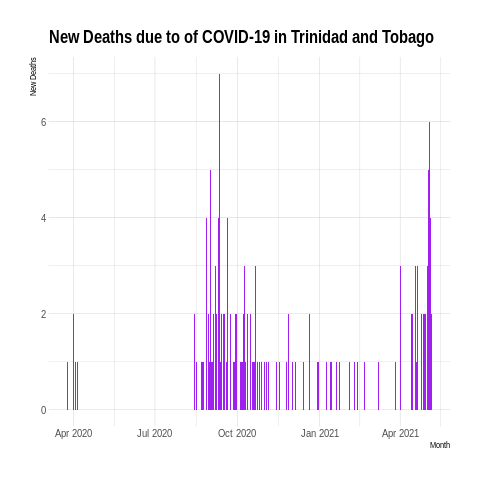 New Deaths due to of COVID-19 in Trinidad and Tobago
New Deaths
6
4
2
0
Apr 2020 Jul 2020 Oct 2020 Jan 2021 Apr 2021
Month